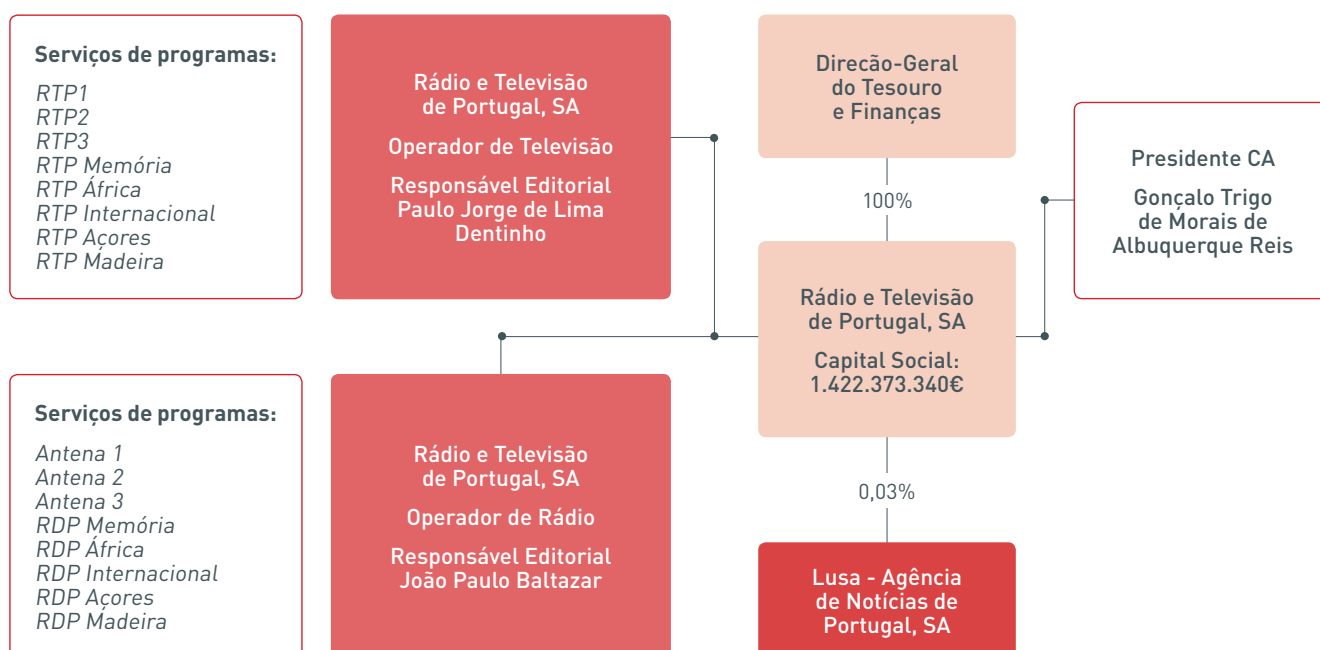 Serviços de programas:
RTP1
RTP2
RTP3
RTP Memória
RTP África
RTP Internacional
RTP Açores
RTP Madeira
Rádio e Televisão
de Portugal, SA
Operador de Televisão
Responsável Editorial
Paulo Jorge de Lima
Dentinho
Direcão-Geral
do Tesouro
e Finanças
100%
Presidente CA
Gonçalo Trigo
de Morais de
Albuquerque Reis
Rádio e Televisão
de Portugal, SA
Capital Social:
1.422.373.340€
Serviços de programas:
Antena 1
Antena 2
Antena 3
RDP Memória
RDP África
RDP Internacional
RDP Açores
RDP Madeira
Rádio e Televisão
de Portugal, SA
Operador de Rádio
Responsável Editorial
João Paulo Baltazar
0,03%
Lusa - Agência
de Notícias de
Portugal, SA